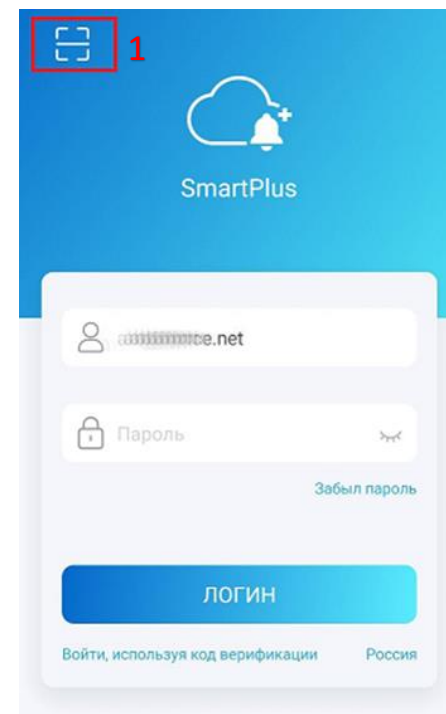 1
SmartPlus
e.net
Пароль
Забыл пароль
ЛОГИН
Войти, используя код верификации Россия